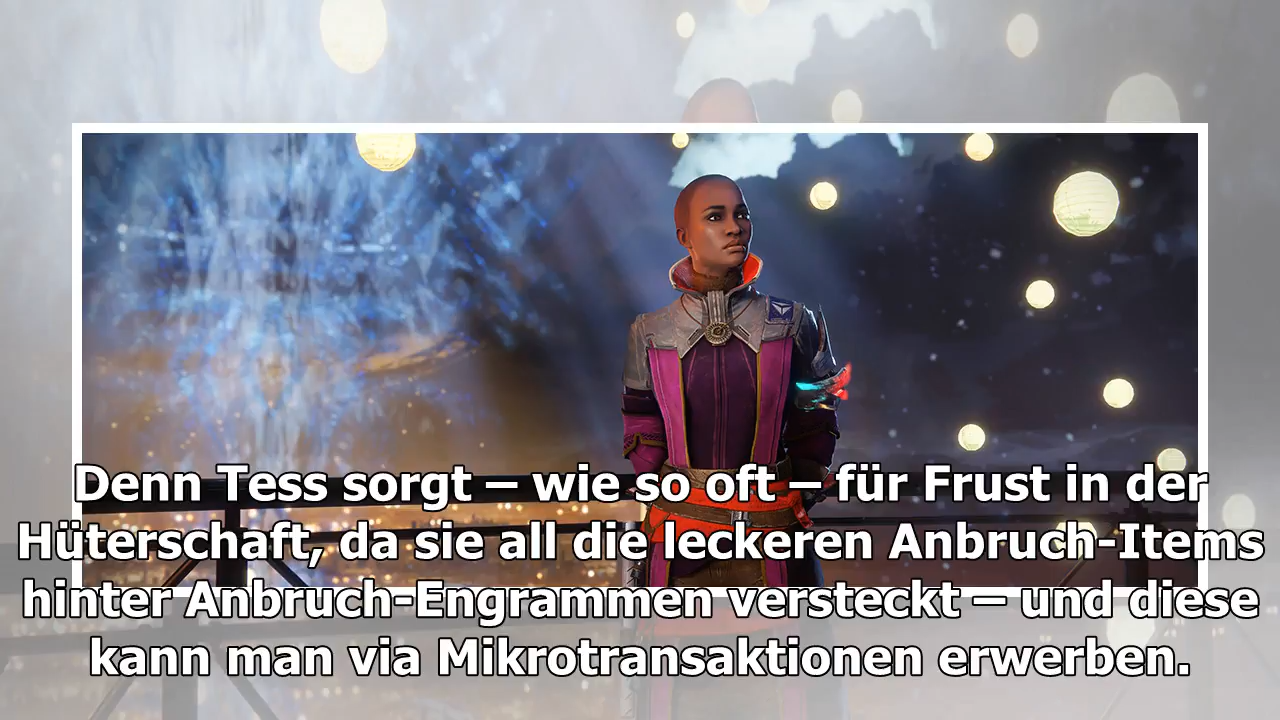 Denn Tess sorgt – wie so oft – für Frust in der
Hüterschaft, da sie all die leckeren Anbruch-Items
hinter Anbruch-Engrammen versteckt – und diese
kann man via Mikrotransaktionen erwerben.